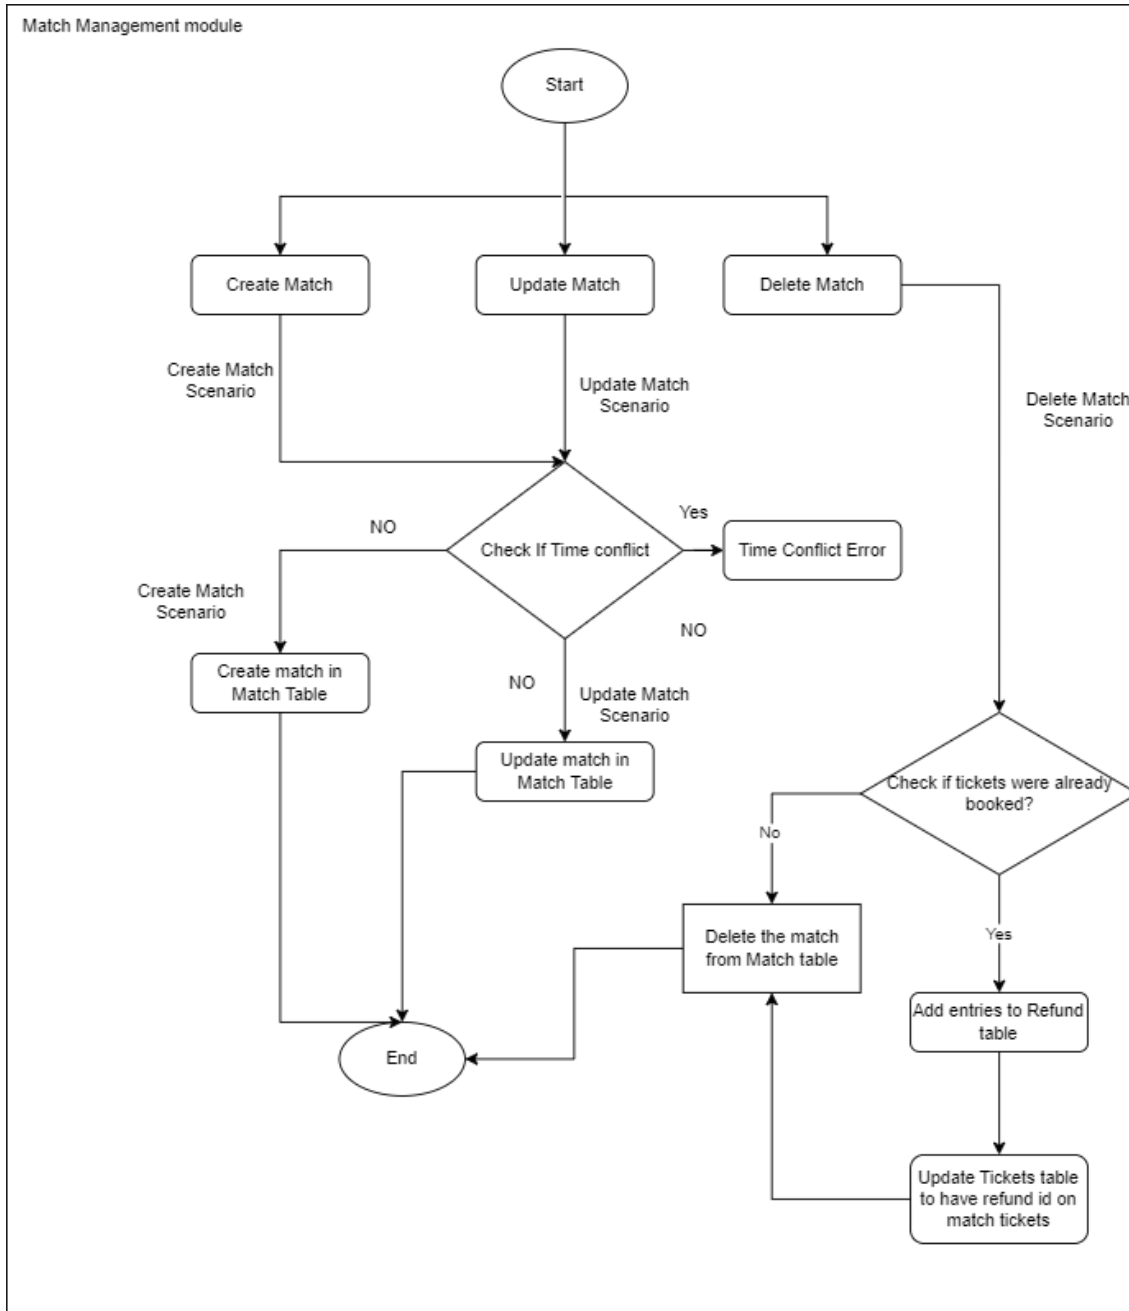 Match Management module
Start
Create Match
Update Match
Delete Match
Create Match
Scenario
Update Match
Scenario
Delete Match
Scenario
NO
Yes
Check If Time conflict
Time Conflict Error
Create Match
Scenario
NO
Create match in
Match Table
NO
Update Match
Scenario
Update match in
Match Table
Check if tickets were already
booked?
No
Delete the match
from Match table
Yes
Add entries to Refund
table
End
Update Tickets table
to have refund id on
match tickets